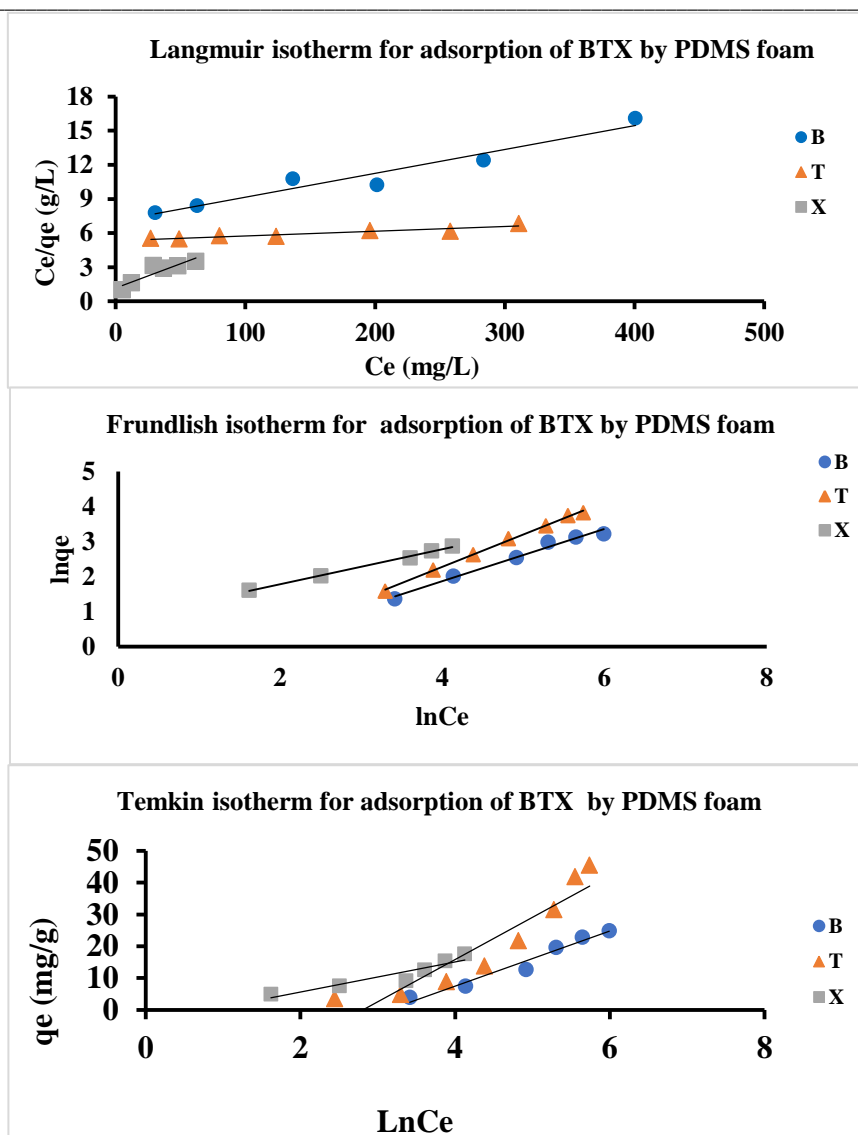 Langmuir isotherm for adsorption of BTX by PDMS foam
18
15
12
9
6
3
0
Ce/qe (g/L)
0 100 200 300 400 500
Ce (mg/L)
B
T
X
Frundlish isotherm for adsorption of BTX by PDMS foam
5
4
3
2
1
0
lnqe
0 2 4 6 8
lnCe
B
T
X
Temkin isotherm for adsorption of BTX by PDMS foam
50
40
30
20
10
0
qe (mg/g)
0 2 4 6 8
LnCe
B
T
X